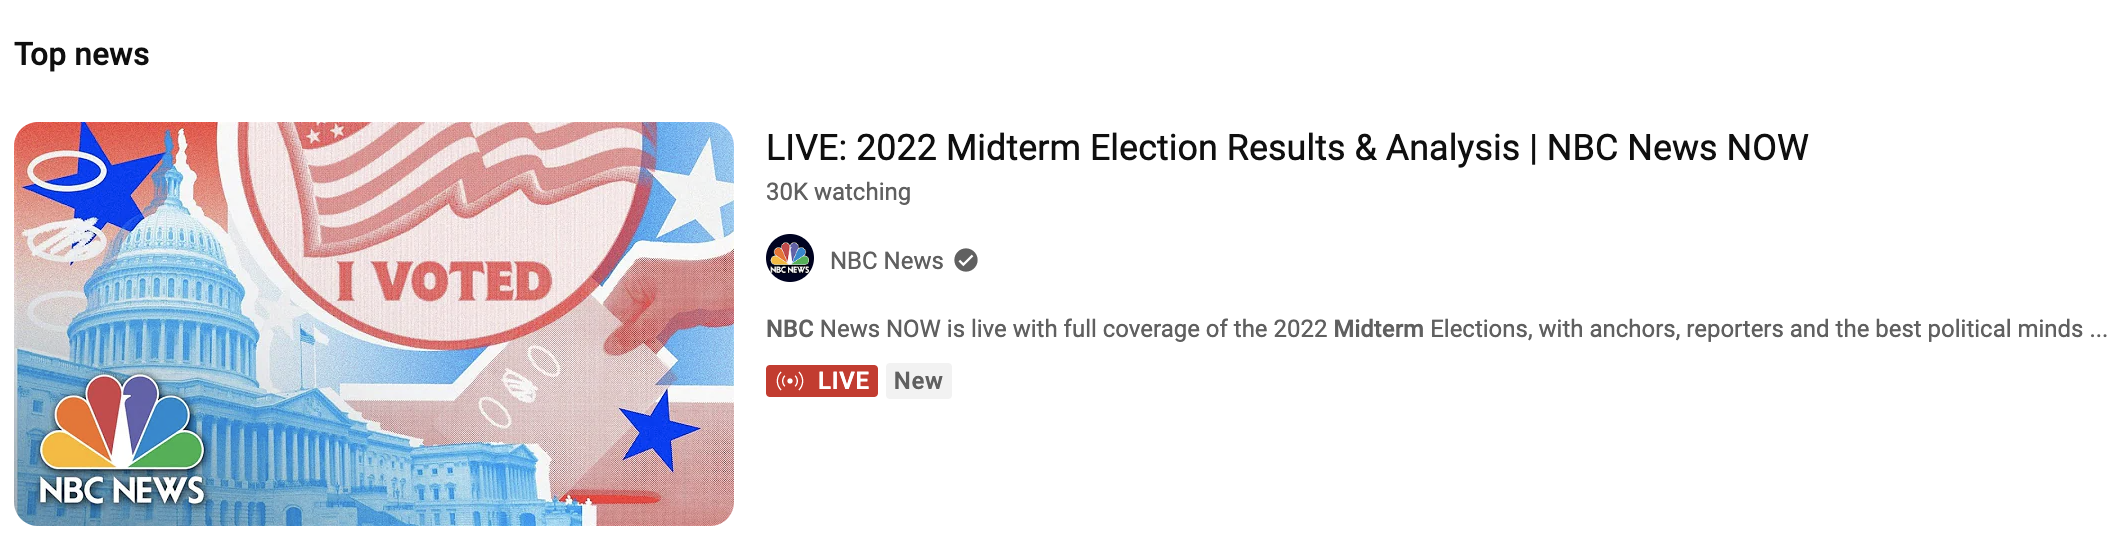 Top news
I VOTED
NBC NEWS
LIVE: 2022 Midterm Election Results & Analysis | NBC News NOW
30K watching
NBC NEWS
NBC News
NBC News NOW is live with full coverage of the 2022 Midterm Elections, with anchors, reporters and the best political minds ...
LIVE New